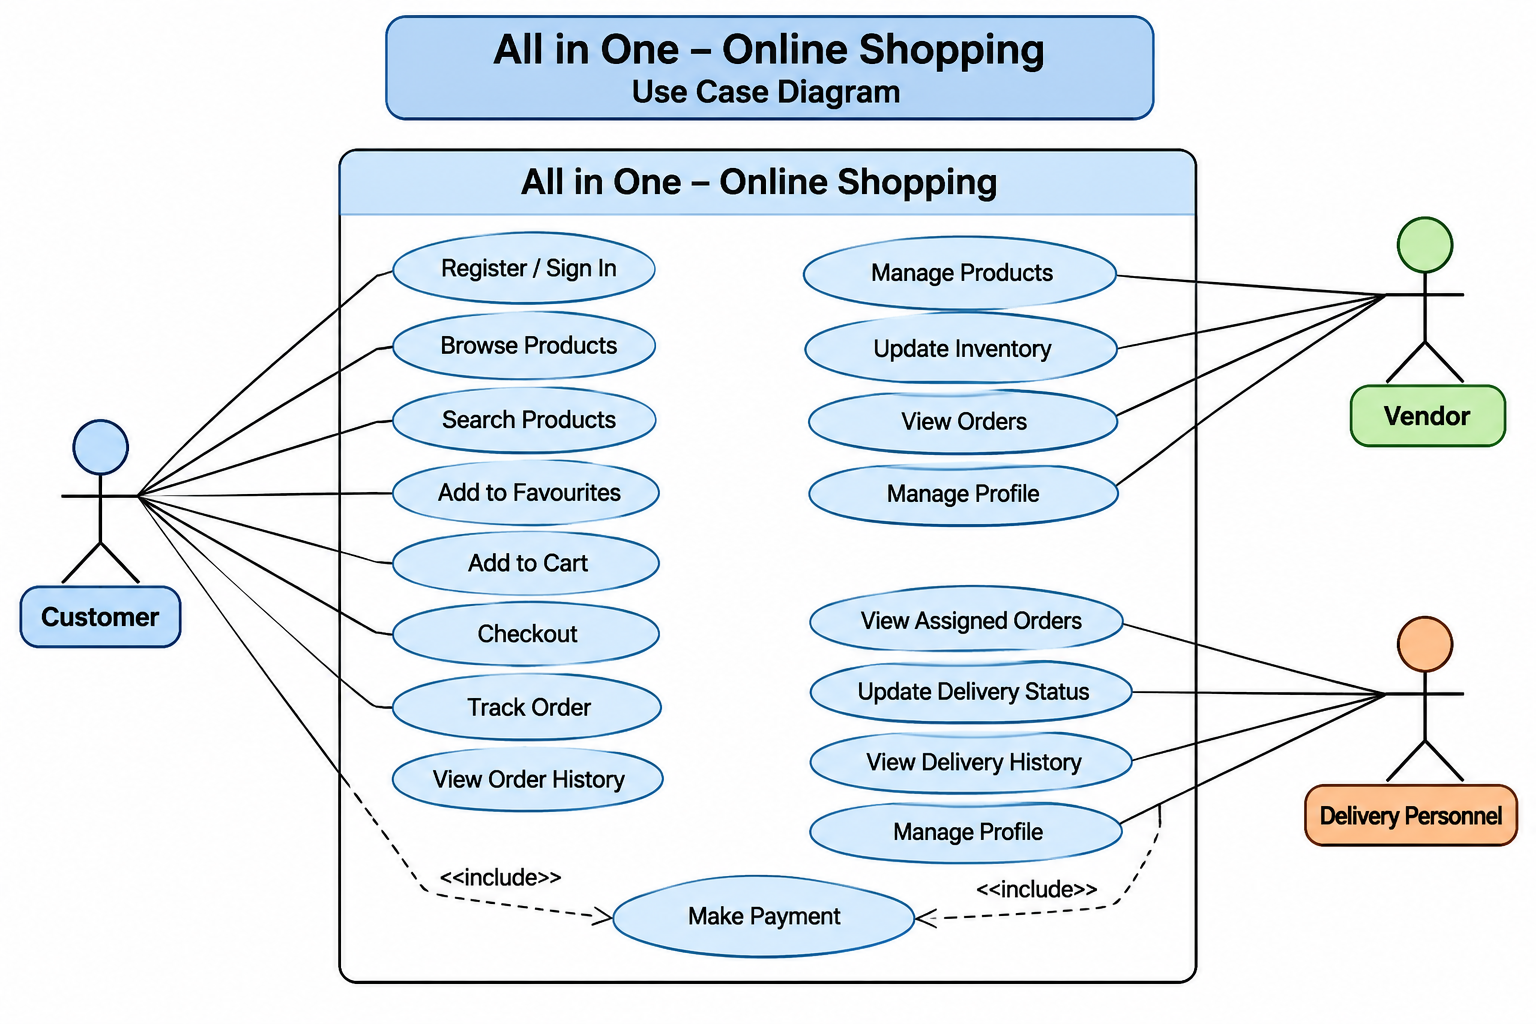 All in One – Online Shopping
Use Case Diagram
All in One – Online Shopping
Register / Sign In
Browse Products
Search Products
Add to Favourites
Add to Cart
Checkout
Track Order
View Order History
Manage Products
Update Inventory
View Orders
Manage Profile
View Assigned Orders
Update Delivery Status
View Delivery History
Manage Profile
<<include>>
<<include>>
Make Payment
Customer
Vendor
Delivery Personnel